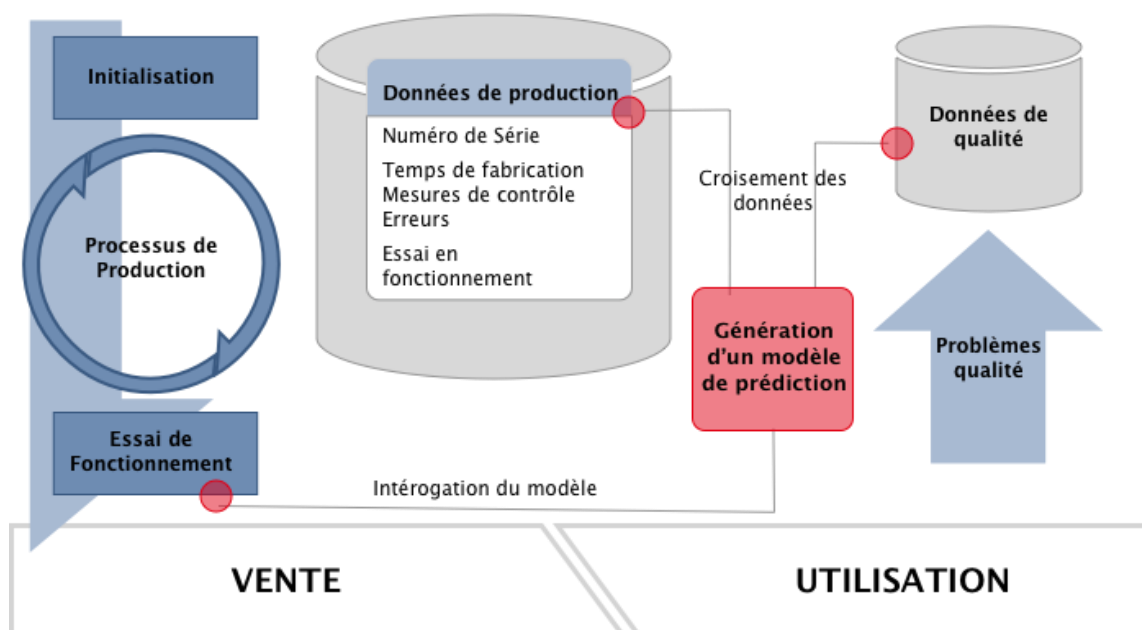 Initialisation
Processus de
Production
Essai de
Fonctionnement
Données de production
Numéro de Série
Temps de fabrication
Mesures de contrôle
Erreurs
Essai en
fonctionnement
Croisement des
données
Données de
qualité
Génération
d'un modèle
de prédiction
Problèmes
qualité
Intérogation du modèle
VENTE
UTILISATION